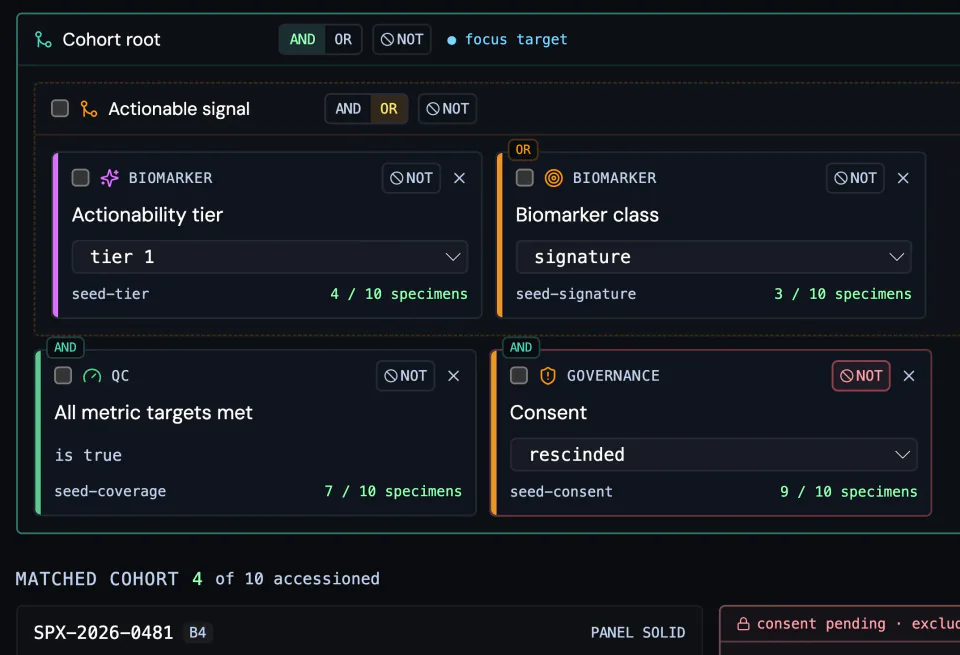 Cohort root AND OR NOT focus target
Actionable signal AND OR NOT
OR
BIOMARKER NOT
Actionability tier
tier 1
seed-tier 4 / 10 specimens
BIOMARKER NOT
Biomarker class
signature
seed-signature 3 / 10 specimens
AND
QC NOT
All metric targets met
is true
seed-coverage 7 / 10 specimens
AND
GOVERNANCE NOT
Consent
rescinded
seed-consent 9 / 10 specimens
MATCHED COHORT 4 of 10 accessioned
SPX-2026-0481 B4 PANEL SOLID
consent pending · exclu